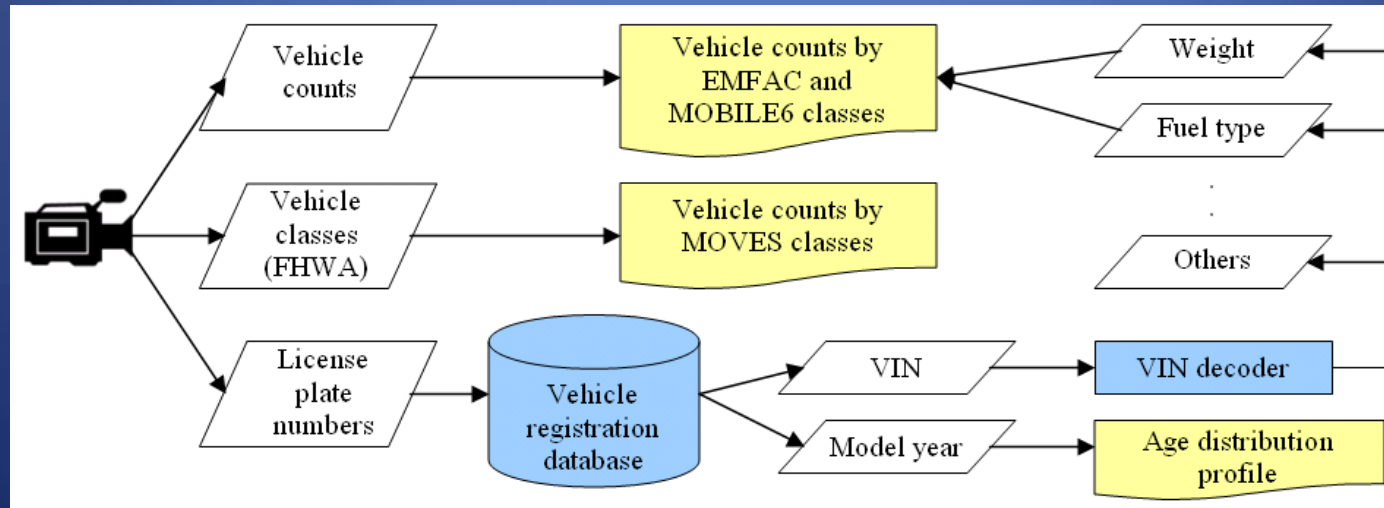 Vehicle
counts
Vehicle counts by
EMFAC and
MOBILE6 classes
Weight
Fuel type
.
.
Others
Vehicle
classes
(FHWA)
Vehicle counts by
MOVES classes
License
plate
numbers
Vehicle
registration
database
VIN
VIN decoder
Model year
Age distribution
profile